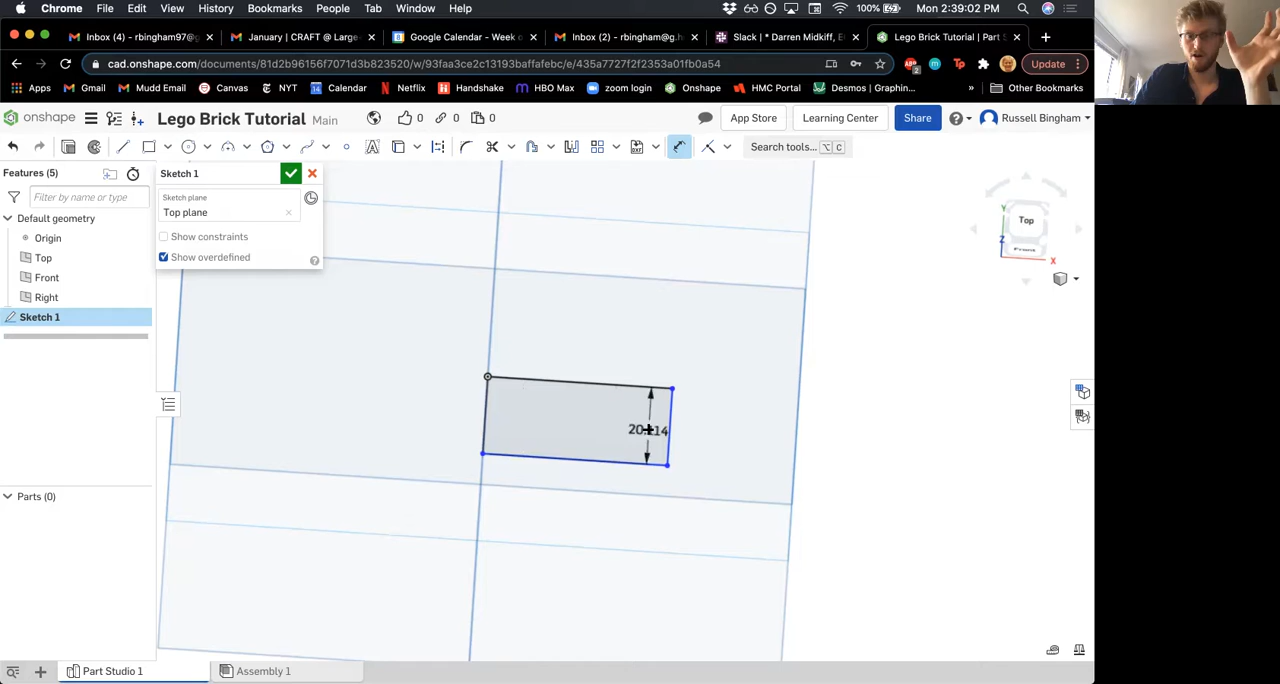 Chrome File Edit View History Bookmarks People Tab Window Help 100% Mon 2:39:02 PM
Inbox (4) - rbingham97@g January | CRAFT @ Large Google Calendar - Week o Inbox (2) - rbingham@g.h Slack | * Darren Midkiff, EC Lego Brick Tutorial | Part S
cad.onshape.com/documents/81d2b96156f7071d3b823520/w/93faa3ce2c13193baffafebc/e/435a7727f2f2353a01fb0a54 2 Update
Apps Gmail Mudd Email Canvas NYT Calendar Netflix Handshake HBO Max zoom login Onshape HMC Portal Desmos | Graphin... » Other Bookmarks
onshape Lego Brick Tutorial Main 0 0 0 App Store Learning Center Share Russell Bingham
Search tools... ⌥ C
Features (5)
Filter by name or type
Default geometry
Origin
Top
Front
Right
Sketch 1
Parts (0)
Sketch 1
Sketch plane
Top plane
Show constraints
Show overdefined
Top
Front
Y
Z
X
Part Studio 1 Assembly 1